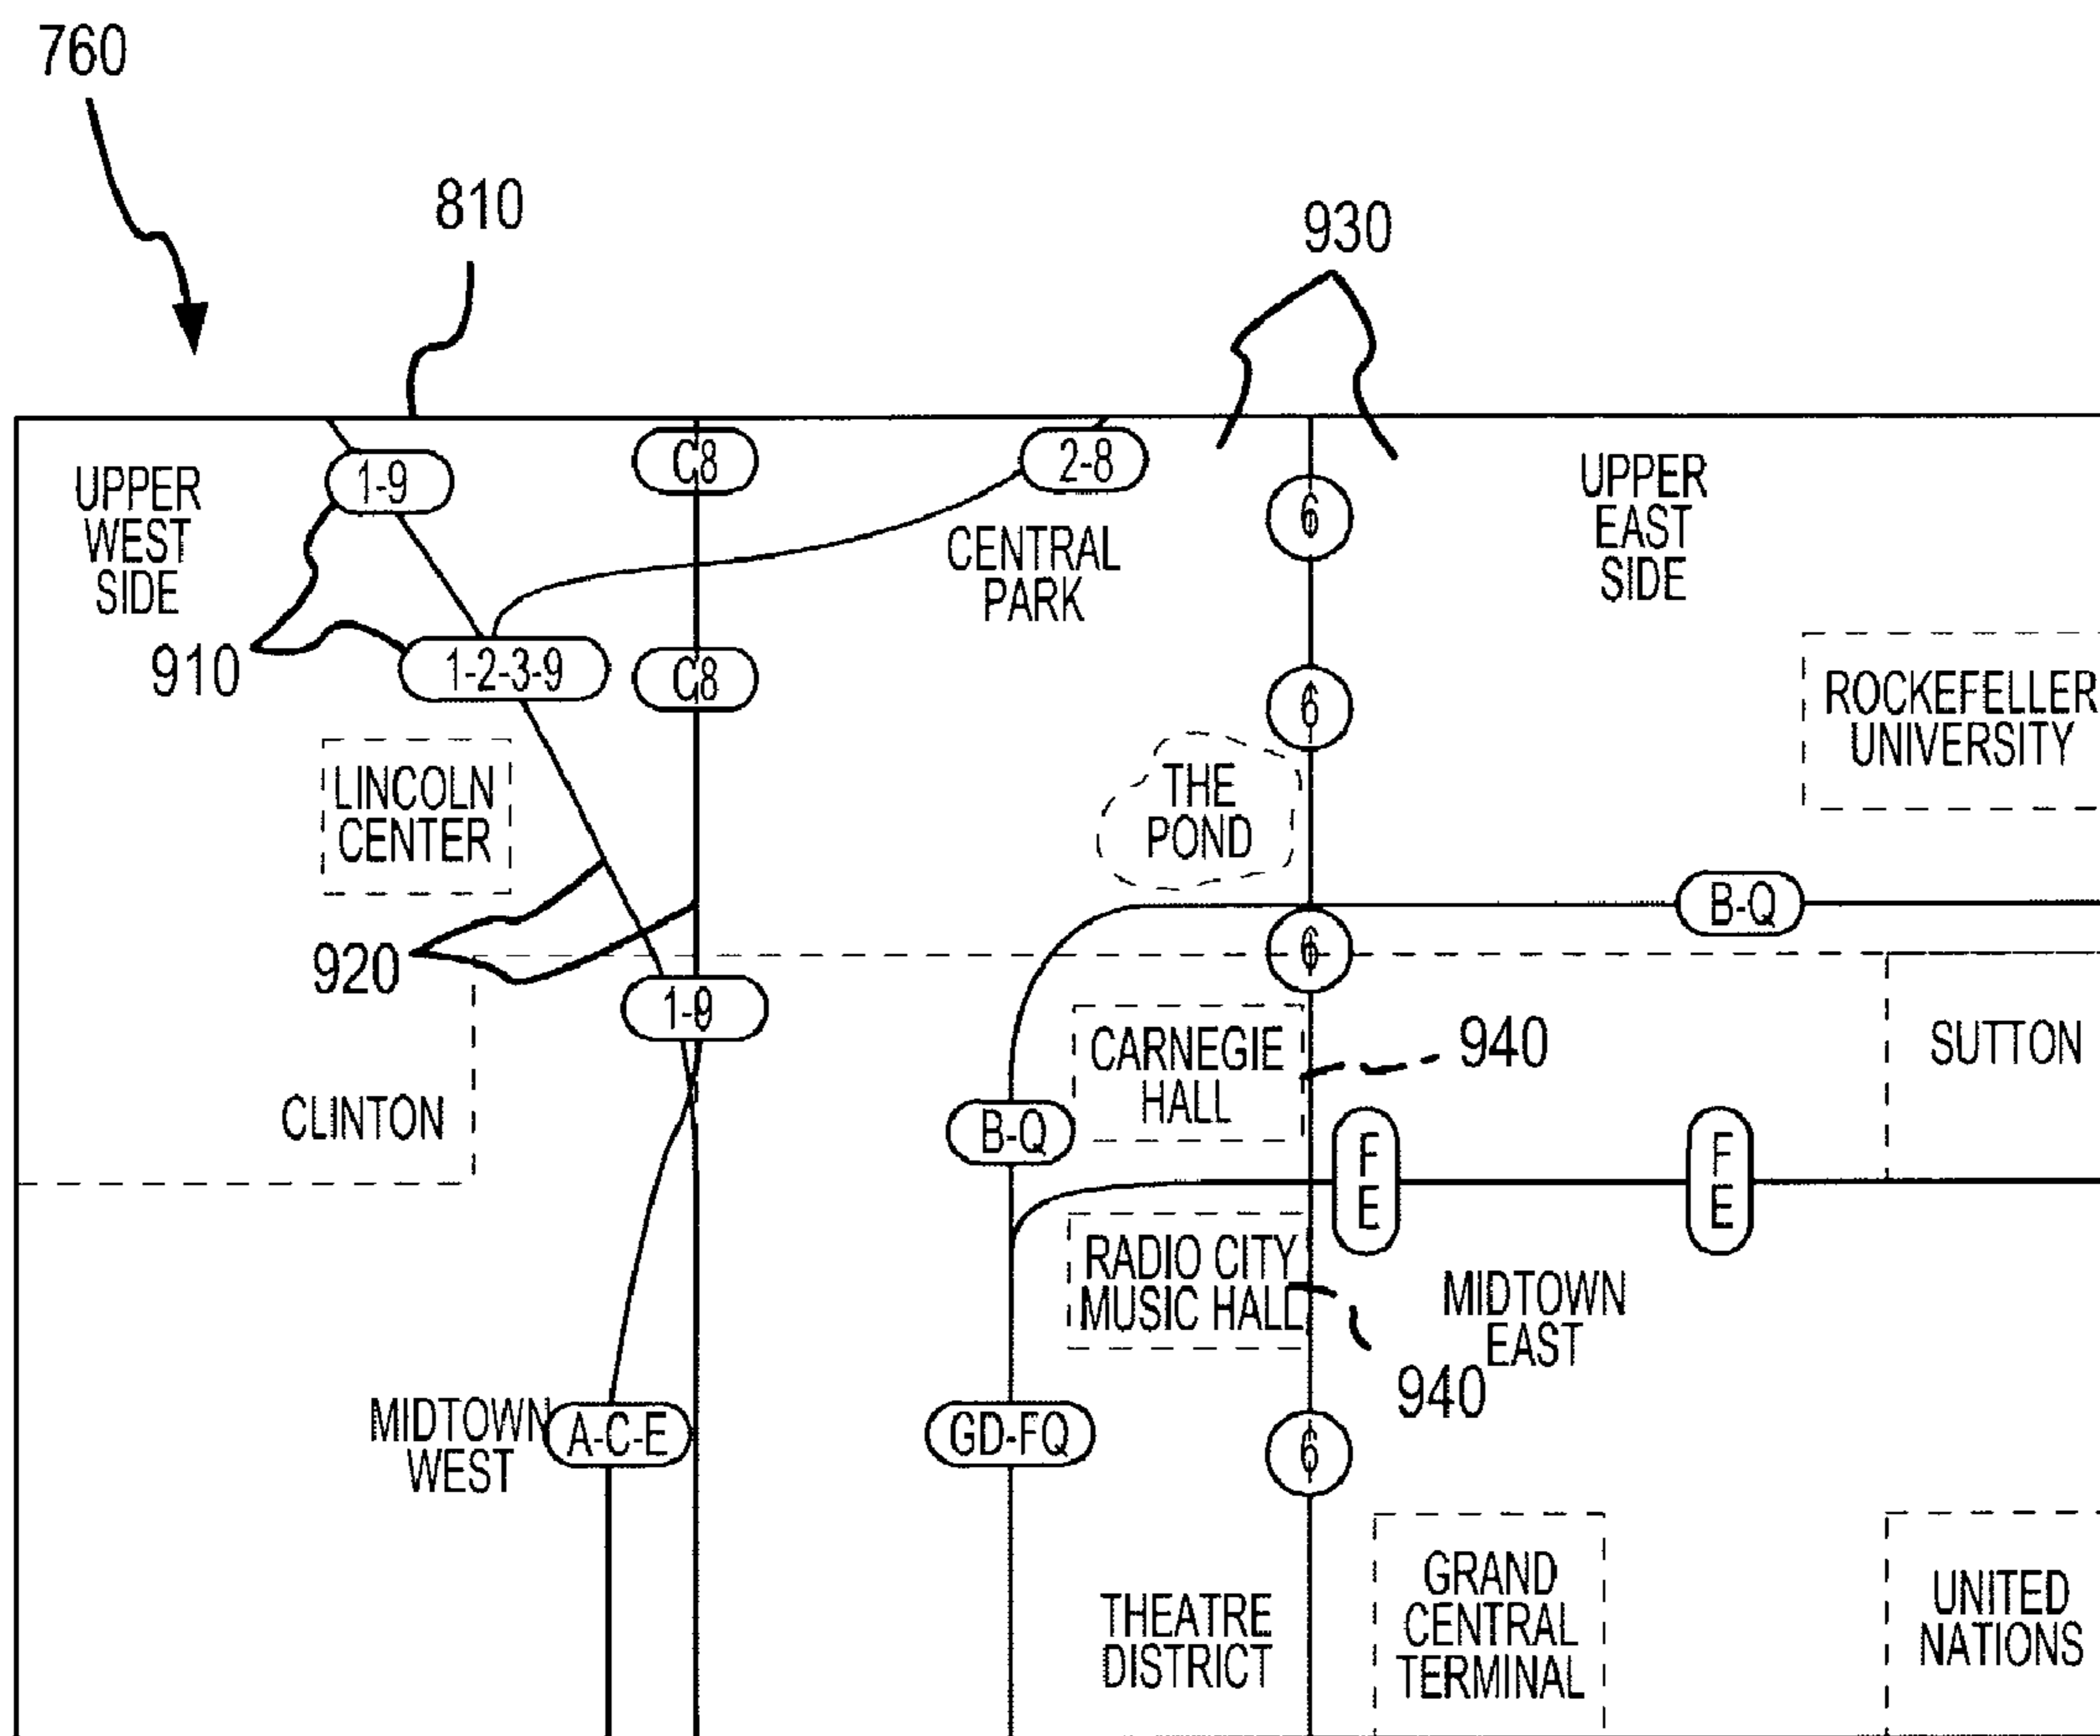 760
810
930
1-9
C8
2-8
UPPER
WEST
SIDE
6
UPPER
EAST
SIDE
CENTRAL
PARK
910
1-2-3-9
C8
6
ROCKEFELLER
UNIVERSITY
LINCOLN
CENTER
THE
POND
B-Q
920
6
1-9
CARNEGIE
HALL
940
SUTTON
CLINTON
B-Q
F
E
F
E
RADIO CITY
MUSIC HALL
MIDTOWN
EAST
940
MIDTOWN
WEST
A-C-E
GD-FQ
6
THEATRE
DISTRICT
GRAND
CENTRAL
TERMINAL
UNITED
NATIONS